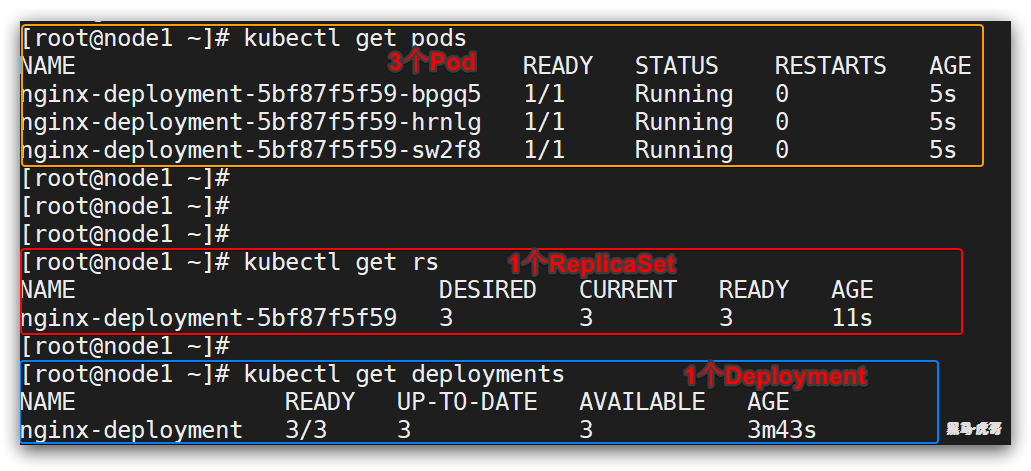 [root@node1 ~]# kubectl get pods
3个Pod
NAME READY STATUS RESTARTS AGE
nginx-deployment-5bf87f5f59-bpgq5 1/1 Running 0 5s
nginx-deployment-5bf87f5f59-hrnlg 1/1 Running 0 5s
nginx-deployment-5bf87f5f59-sw2f8 1/1 Running 0 5s
[root@node1 ~]#
[root@node1 ~]#
[root@node1 ~]#
[root@node1 ~]# kubectl get rs
1个ReplicaSet
NAME DESIRED CURRENT READY AGE
nginx-deployment-5bf87f5f59 3 3 3 11s
[root@node1 ~]#
[root@node1 ~]# kubectl get deployments
1个Deployment
NAME READY UP-TO-DATE AVAILABLE AGE
nginx-deployment 3/3 3 3 3m43s
黑马·虎哥